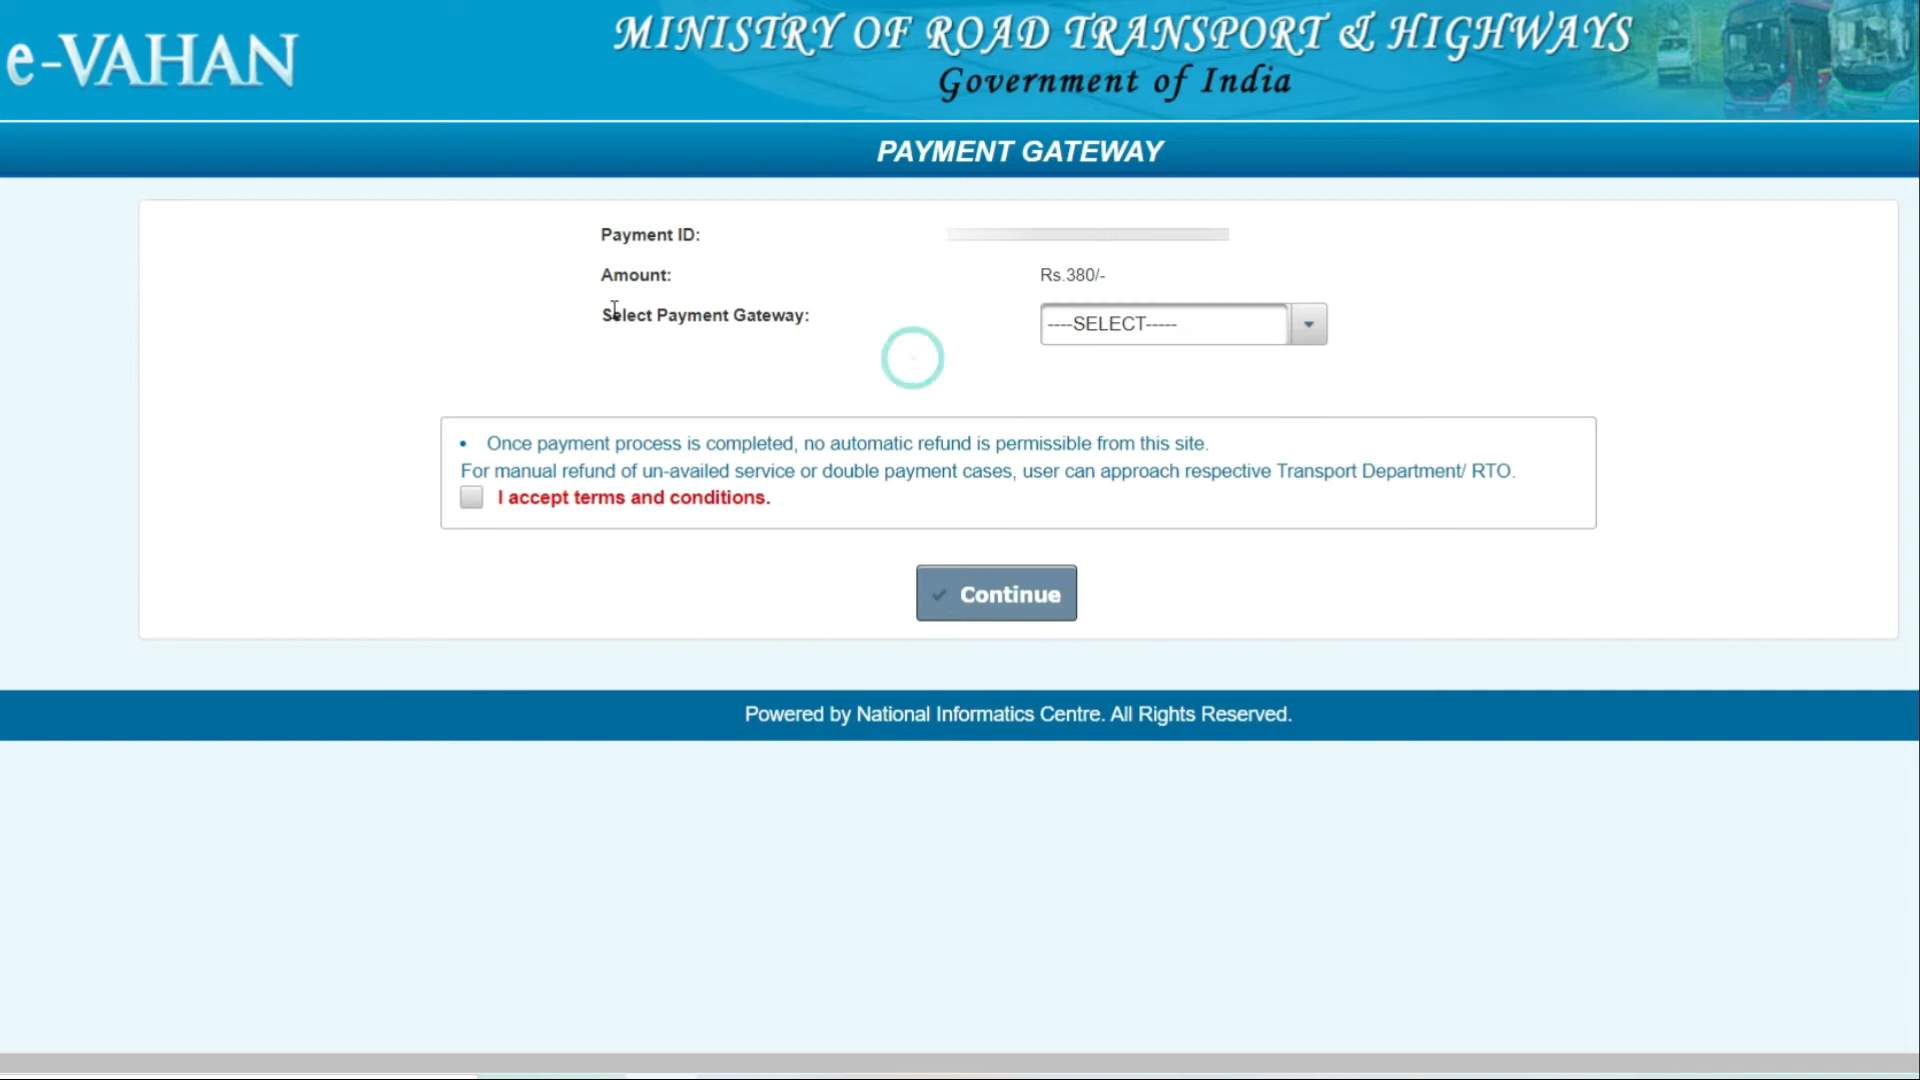 e-VAHAN
MINISTRY OF ROAD TRANSPORT & HIGHWAYS
Government of India
PAYMENT GATEWAY
Payment ID:
Amount: Rs.380/-
Select Payment Gateway: ----SELECT-----
• Once payment process is completed, no automatic refund is permissible from this site.
For manual refund of un-availed service or double payment cases, user can approach respective Transport Department/ RTO.
I accept terms and conditions.
Continue
Powered by National Informatics Centre. All Rights Reserved.